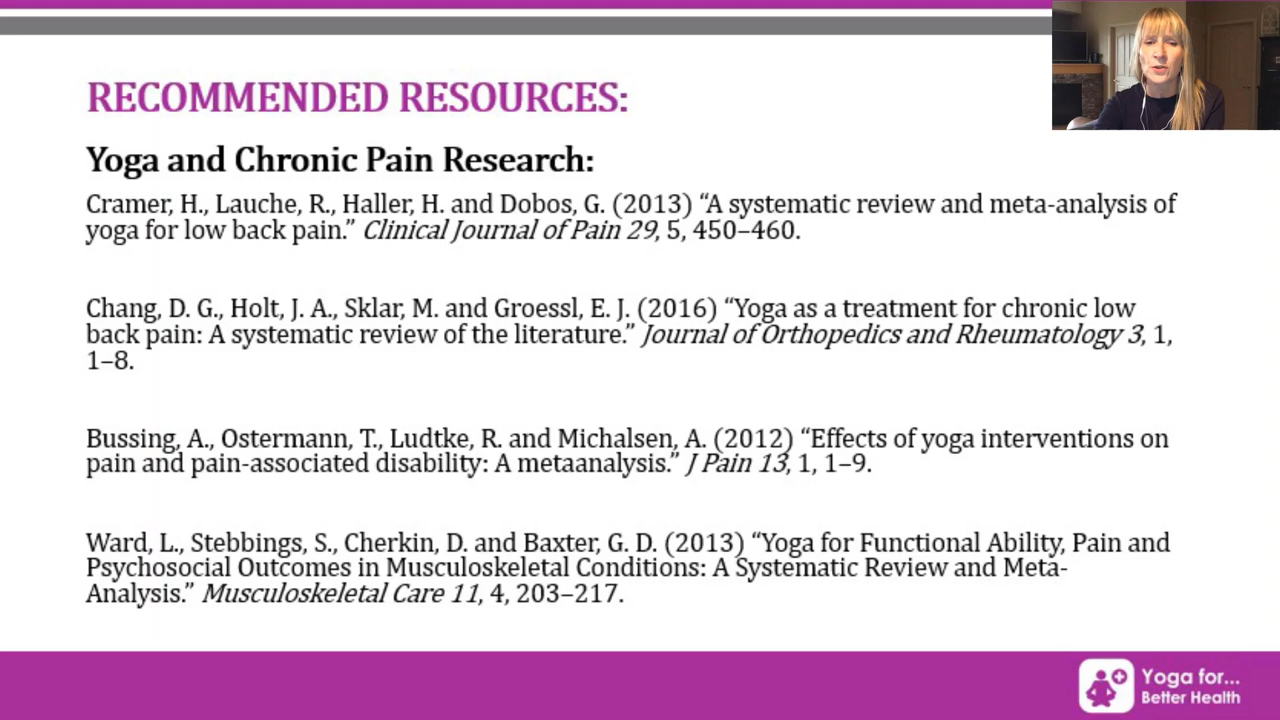 RECOMMENDED RESOURCES:
Yoga and Chronic Pain Research:
Cramer, H., Lauche, R., Haller, H. and Dobos, G. (2013) “A systematic review and meta-analysis of
yoga for low back pain.” Clinical Journal of Pain 29, 5, 450–460.
Chang, D. G., Holt, J. A., Sklar, M. and Groessl, E. J. (2016) “Yoga as a treatment for chronic low
back pain: A systematic review of the literature.” Journal of Orthopedics and Rheumatology 3, 1,
1–8.
Bussing, A., Ostermann, T., Ludtke, R. and Michalsen, A. (2012) “Effects of yoga interventions on
pain and pain-associated disability: A metaanalysis.” J Pain 13, 1, 1–9.
Ward, L., Stebbings, S., Cherkin, D. and Baxter, G. D. (2013) “Yoga for Functional Ability, Pain and
Psychosocial Outcomes in Musculoskeletal Conditions: A Systematic Review and Meta-
Analysis.” Musculoskeletal Care 11, 4, 203–217.
Yoga for...
Better Health